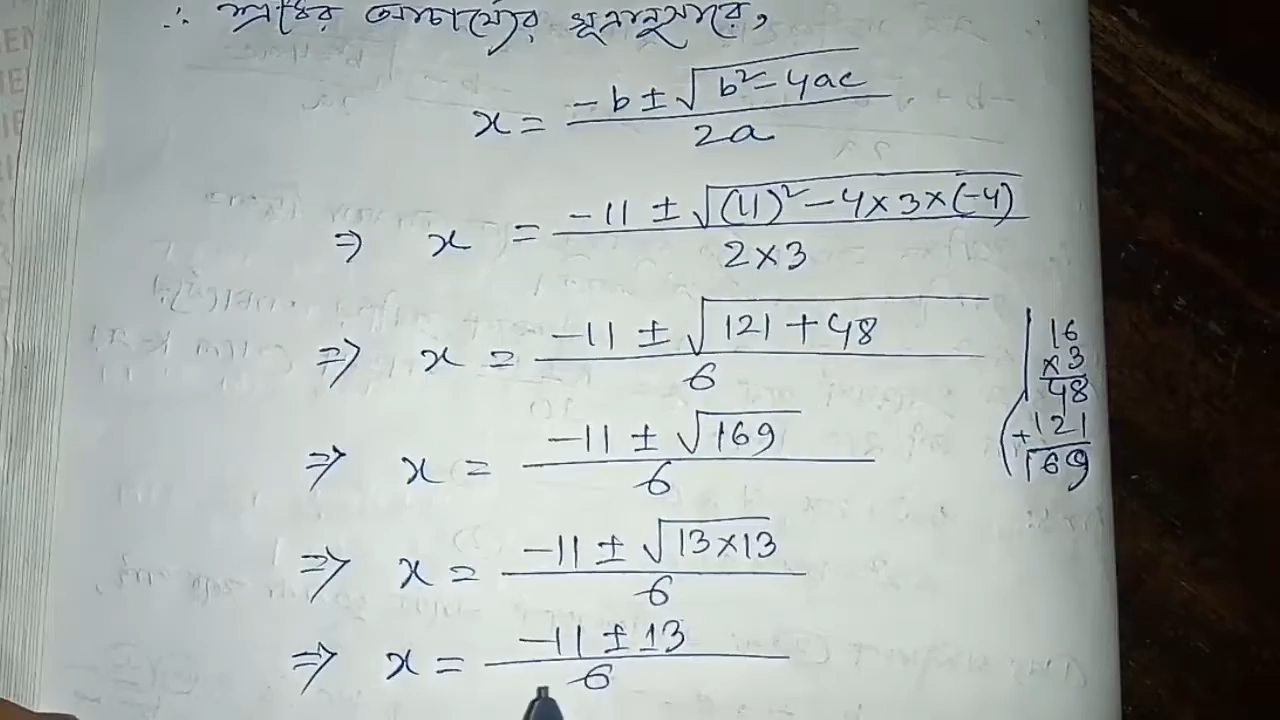 ∴ শ্রীধর আচার্য্যের সূত্রানুসারে,
x = (-b ± √(b² - 4ac)) / 2a
⇒ x = (-11 ± √((11)² - 4×3×(-4))) / (2×3)
⇒ x = (-11 ± √(121 + 48)) / 6
⇒ x = (-11 ± √169) / 6
⇒ x = (-11 ± √(13×13)) / 6
⇒ x = (-11 ± 13) / 6
16
×3
48
+121
169